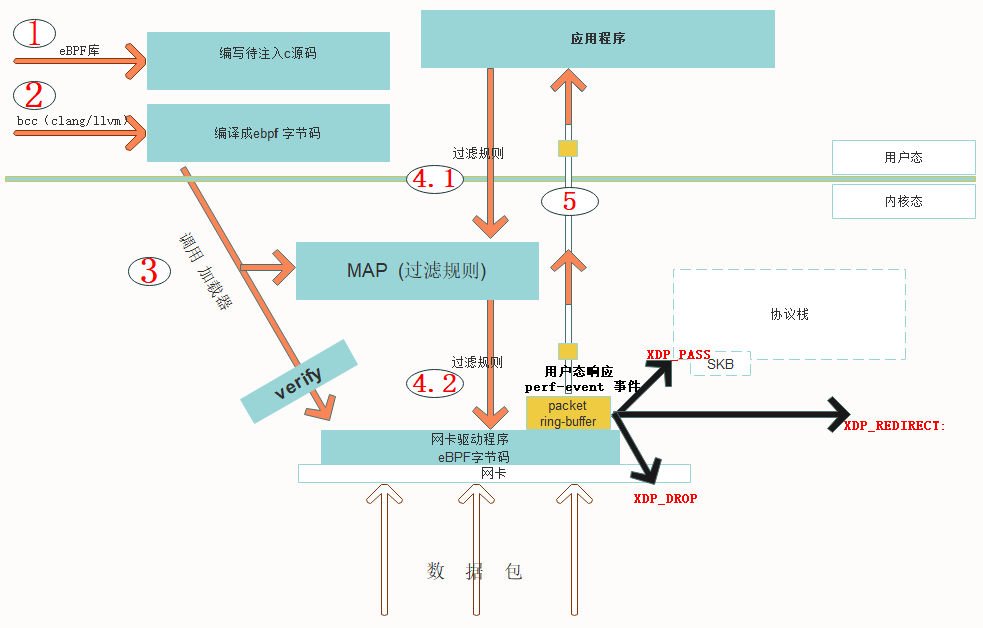 1
eBPF库
编写待注入c源码
应用程序
2
bcc（clang/llvm）
编译成ebpf 字节码
过滤规则
用户态
4.1
内核态
5
调用 加载器
3
MAP (过滤规则)
协议栈
XDP_PASS
SKB
过滤规则
4.2
verify
用户态响应
perf-event 事件
packet
ring-buffer
XDP_REDIRECT:
网卡驱动程序
eBPF字节码
网卡
XDP_DROP
数 据 包